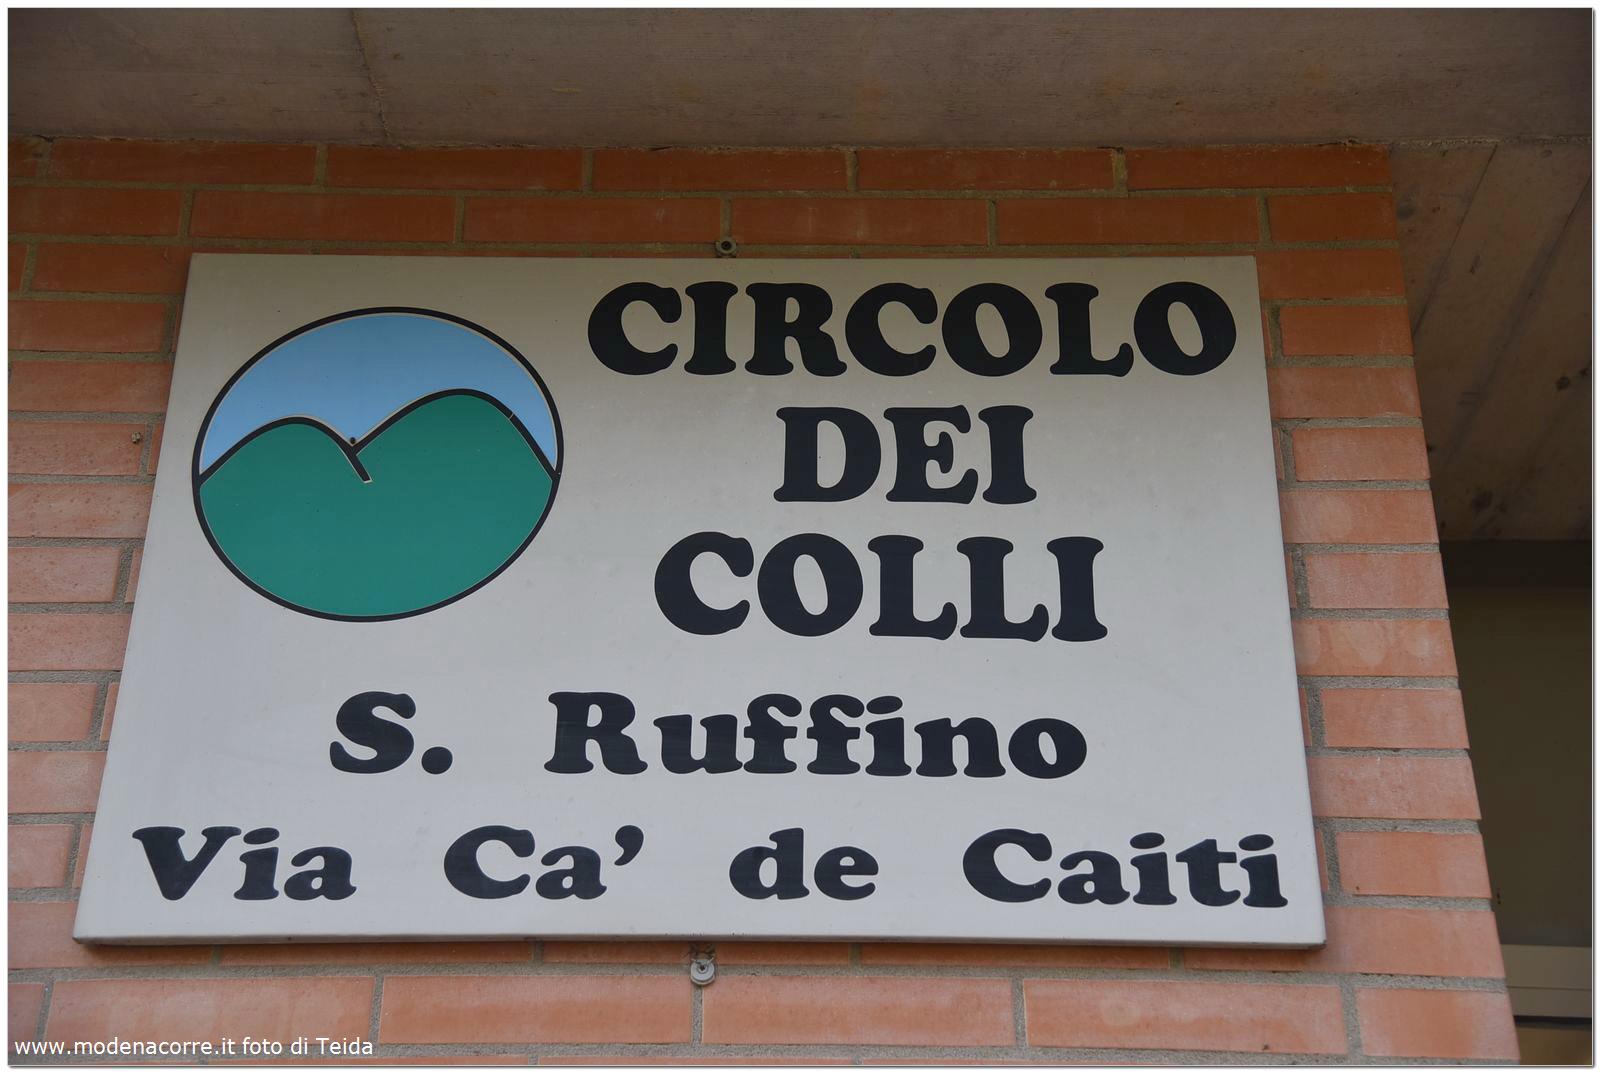 CIRCOLO
DEI
COLLI
S. Ruffino
Via Ca' de Caiti
www.modenacorre.it foto di Teida